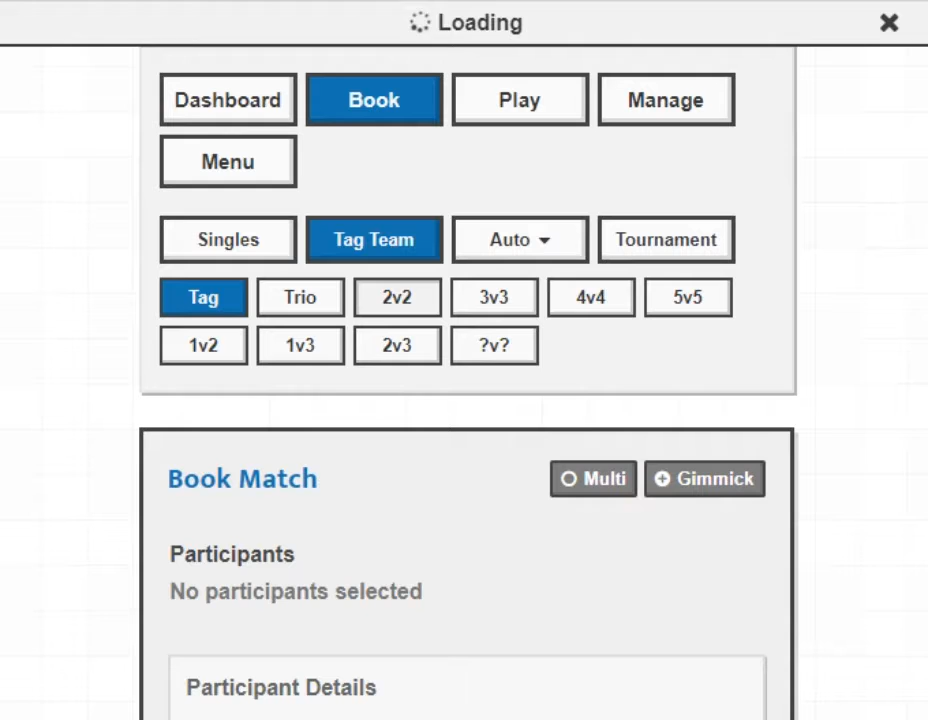 Loading
Dashboard Book Play Manage
Menu
Singles Tag Team Auto Tournament
Tag Trio 2v2 3v3 4v4 5v5
1v2 1v3 2v3 ?v?
Book Match Multi Gimmick
Participants
No participants selected
Participant Details